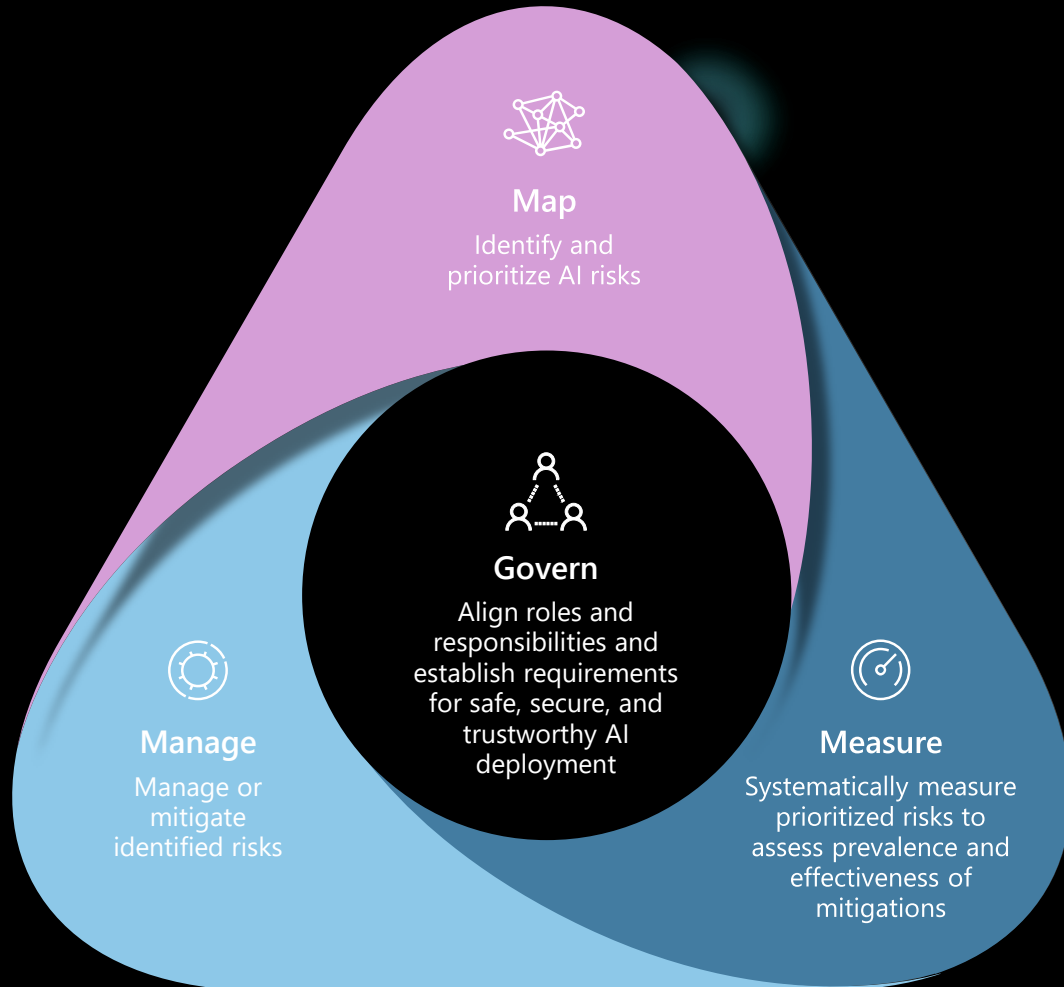 Map
Identify and
prioritize AI risks
Govern
Align roles and
responsibilities and
establish requirements
for safe, secure, and
trustworthy AI
deployment
Manage
Manage or
mitigate
identified risks
Measure
Systematically measure
prioritized risks to
assess prevalence and
effectiveness of
mitigations